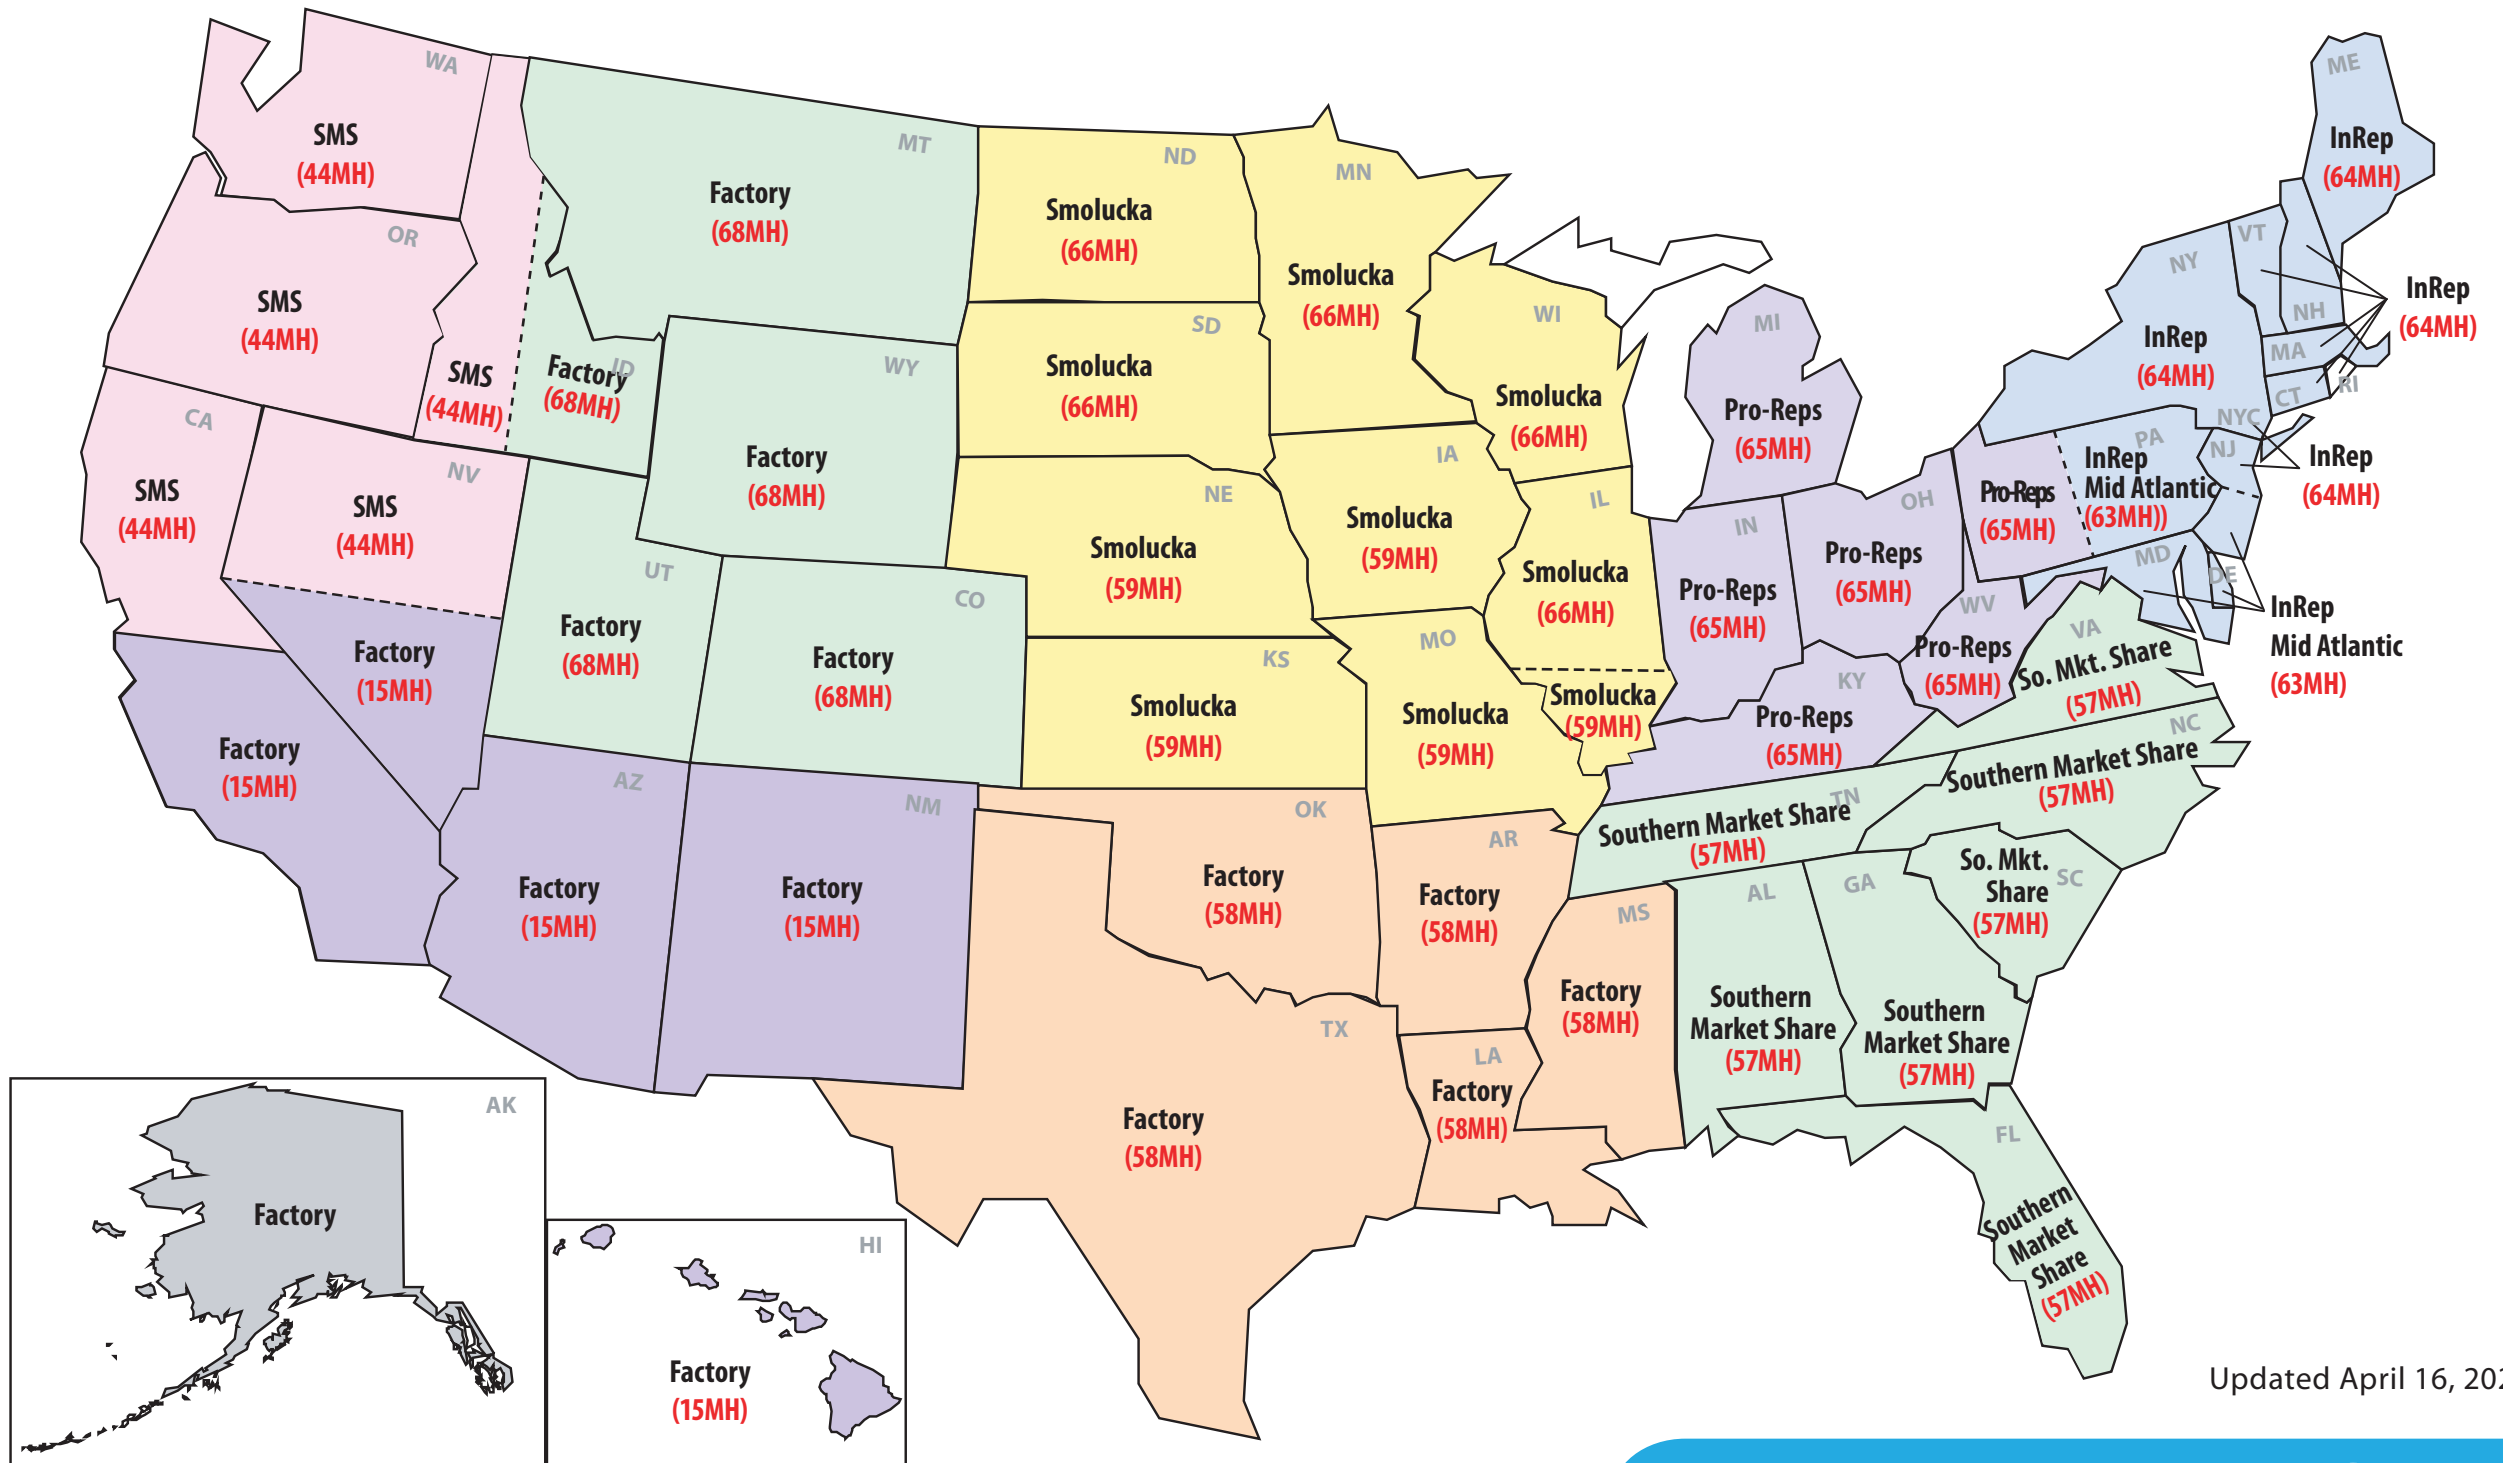 WA
SMS
(44MH)
OR
SMS
(44MH)
SMS
(44MH)
ID
Factory
(68MH)
MT
Factory
(68MH)
WY
Factory
(68MH)
CA
SMS
(44MH)
NV
SMS
(44MH)
Factory
(15MH)
Factory
(15MH)
UT
Factory
(68MH)
CO
Factory
(68MH)
AZ
Factory
(15MH)
NM
Factory
(15MH)
ND
Smolucka
(66MH)
SD
Smolucka
(66MH)
NE
Smolucka
(59MH)
KS
Smolucka
(59MH)
MN
Smolucka
(66MH)
WI
Smolucka
(66MH)
IA
Smolucka
(59MH)
IL
Smolucka
(66MH)
Smolucka
(59MH)
MO
Smolucka
(59MH)
OK
Factory
(58MH)
AR
Factory
(58MH)
TX
Factory
(58MH)
LA
Factory
(58MH)
MS
Factory
(58MH)
MI
Pro-Reps
(65MH)
IN
Pro-Reps
(65MH)
OH
Pro-Reps
(65MH)
KY
Pro-Reps
(65MH)
WV
Pro-Reps
(65MH)
Pro-Reps
(65MH)
PA
InRep
Mid Atlantic
(63MH))
NY
InRep
(64MH)
ME
InRep
(64MH)
VT
NH
MA
CT
RI
InRep
(64MH)
NYC
NJ
InRep
(64MH)
MD
DE
InRep
Mid Atlantic
(63MH)
VA
So. Mkt. Share
(57MH)
NC
Southern Market Share
(57MH)
TN
Southern Market Share
(57MH)
SC
So. Mkt.
Share
(57MH)
AL
Southern
Market Share
(57MH)
GA
Southern
Market Share
(57MH)
FL
Southern
Market
Share
(57MH)
AK
Factory
HI
Factory
(15MH)
Updated April 16, 202